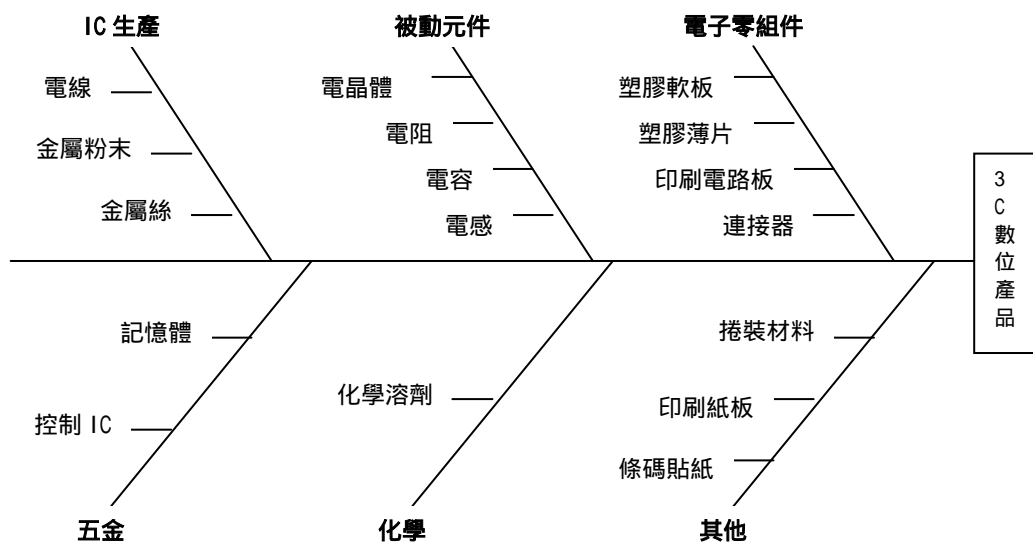 IC 生產
被動元件
電子零組件
電線
金屬粉末
金屬絲
電晶體
電阻
電容
電感
塑膠軟板
塑膠薄片
印刷電路板
連接器
3
C
數
位
產
品
記憶體
控制 IC
化學溶劑
捲裝材料
印刷紙板
條碼貼紙
五金
化學
其他